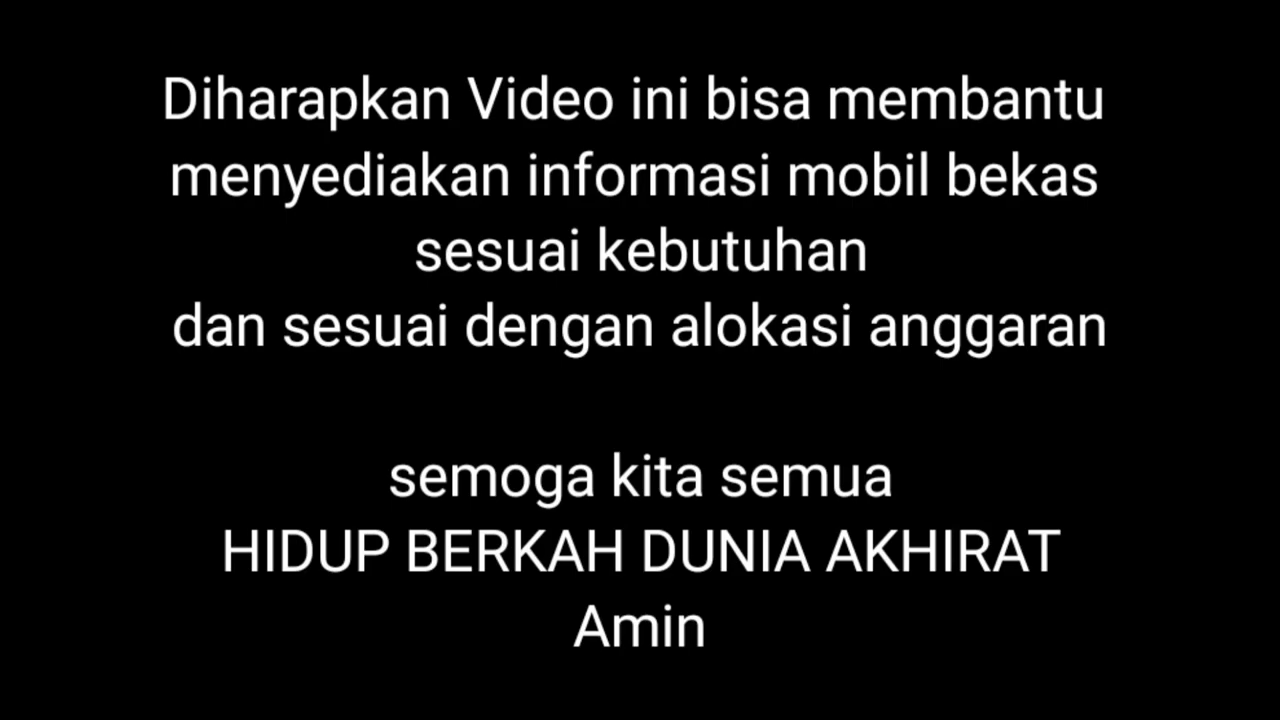 Diharapkan Video ini bisa membantu
menyediakan informasi mobil bekas
sesuai kebutuhan
dan sesuai dengan alokasi anggaran
semoga kita semua
HIDUP BERKAH DUNIA AKHIRAT
Amin